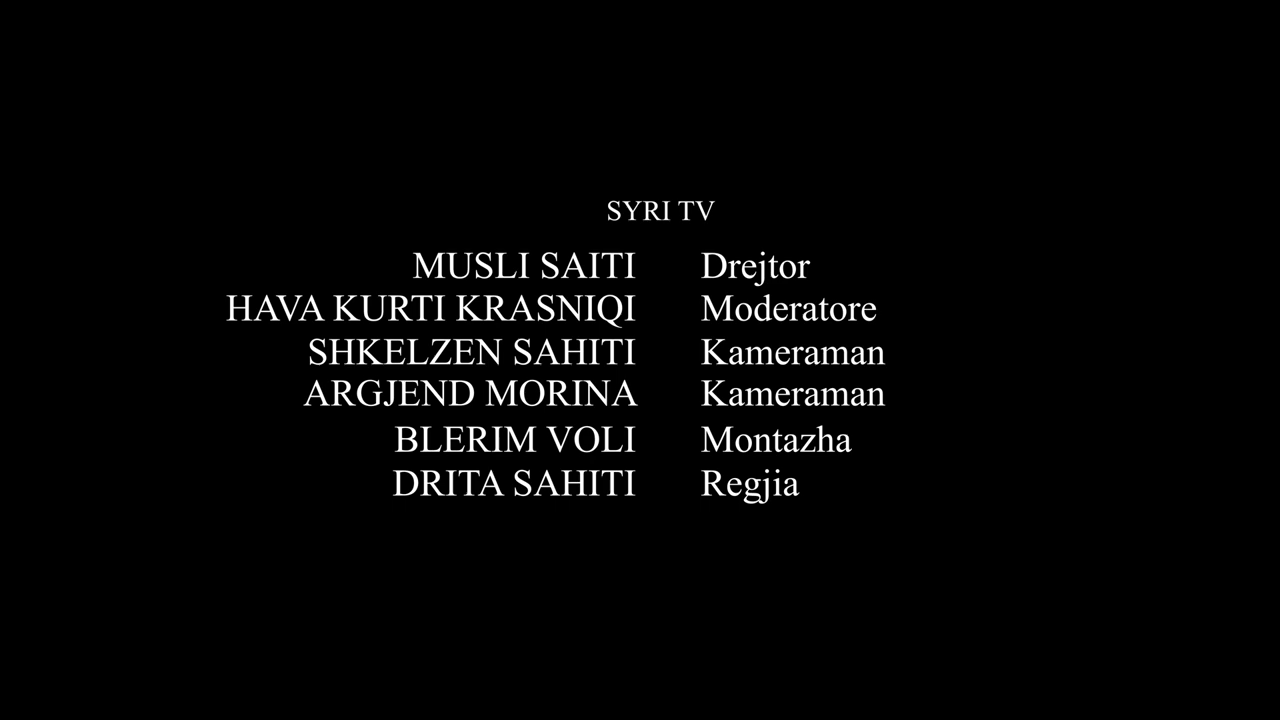 SYRI TV
MUSLI SAITI Drejtor
HAVA KURTI KRASNIQI Moderatore
SHKELZEN SAHITI Kameraman
ARGJEND MORINA Kameraman
BLERIM VOLI Montazha
DRITA SAHITI Regjia